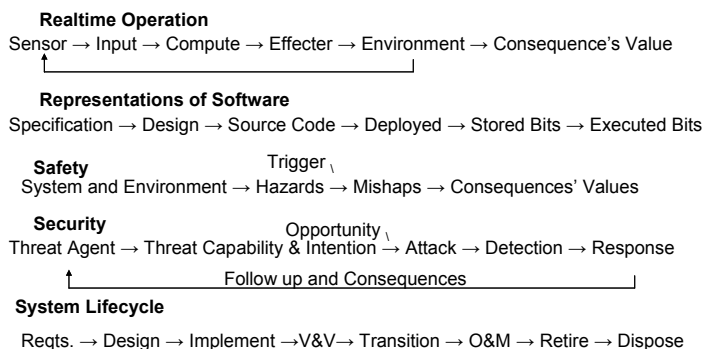 Realtime Operation
Sensor → Input → Compute → Effecter → Environment → Consequence's Value
Representations of Software
Specification → Design → Source Code → Deployed → Stored Bits → Executed Bits
Trigger \
Safety
System and Environment → Hazards → Mishaps → Consequences' Values
Security
Opportunity \
Threat Agent → Threat Capability & Intention → Attack → Detection → Response
Follow up and Consequences
System Lifecycle
Reqts. → Design → Implement →V&V→ Transition → O&M → Retire → Dispose